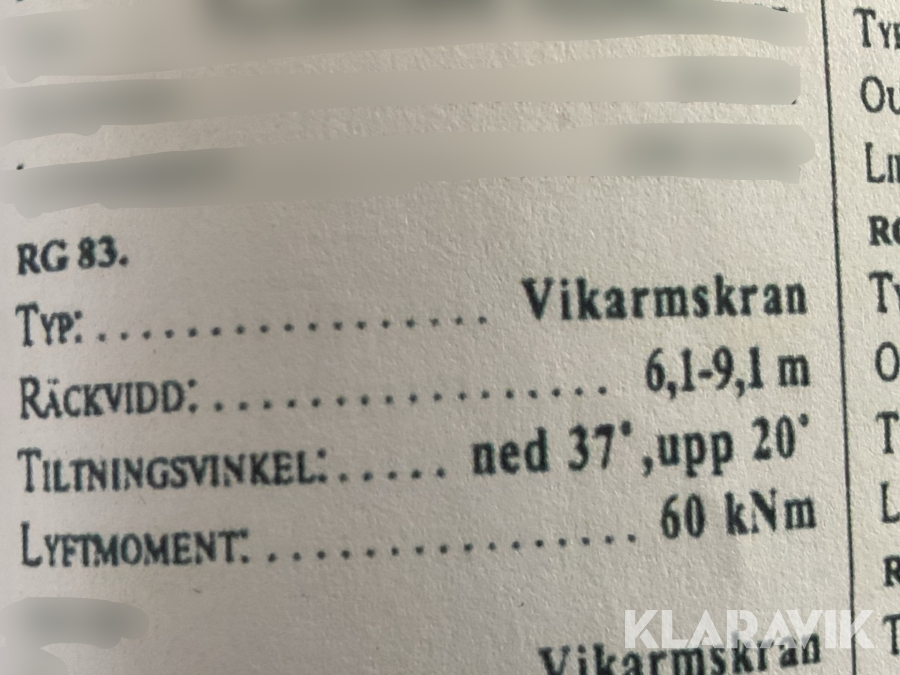 RG 83.
TYP: .................. Vikarmskran
RÄCKVIDD: .................. 6,1-9,1 m
TILTNINGSVINKEL: ...... ned 37°,upp 20°
LYFTMOMENT: ................. 60 kNm
Vikarmskran
KLARAVIK